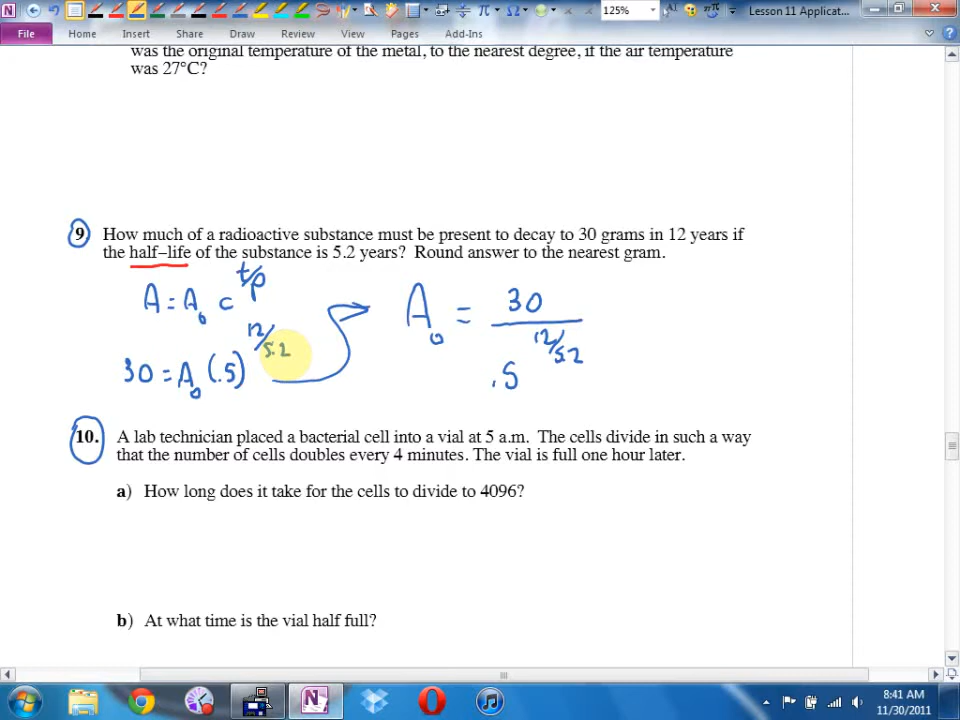 125%
Lesson 11 Applicat...
File Home Insert Share Draw Review View Pages Add-Ins
was the original temperature of the metal, to the nearest degree, if the air temperature
was 27°C?
9 How much of a radioactive substance must be present to decay to 30 grams in 12 years if
the half-life of the substance is 5.2 years? Round answer to the nearest gram.
A = A₀ c^(t/p)
30 = A₀ (.5)^(12/5.2)
A₀ = 30 / .5^(12/5.2)
10. A lab technician placed a bacterial cell into a vial at 5 a.m. The cells divide in such a way
that the number of cells doubles every 4 minutes. The vial is full one hour later.
a) How long does it take for the cells to divide to 4096?
b) At what time is the vial half full?
8:41 AM
11/30/2011